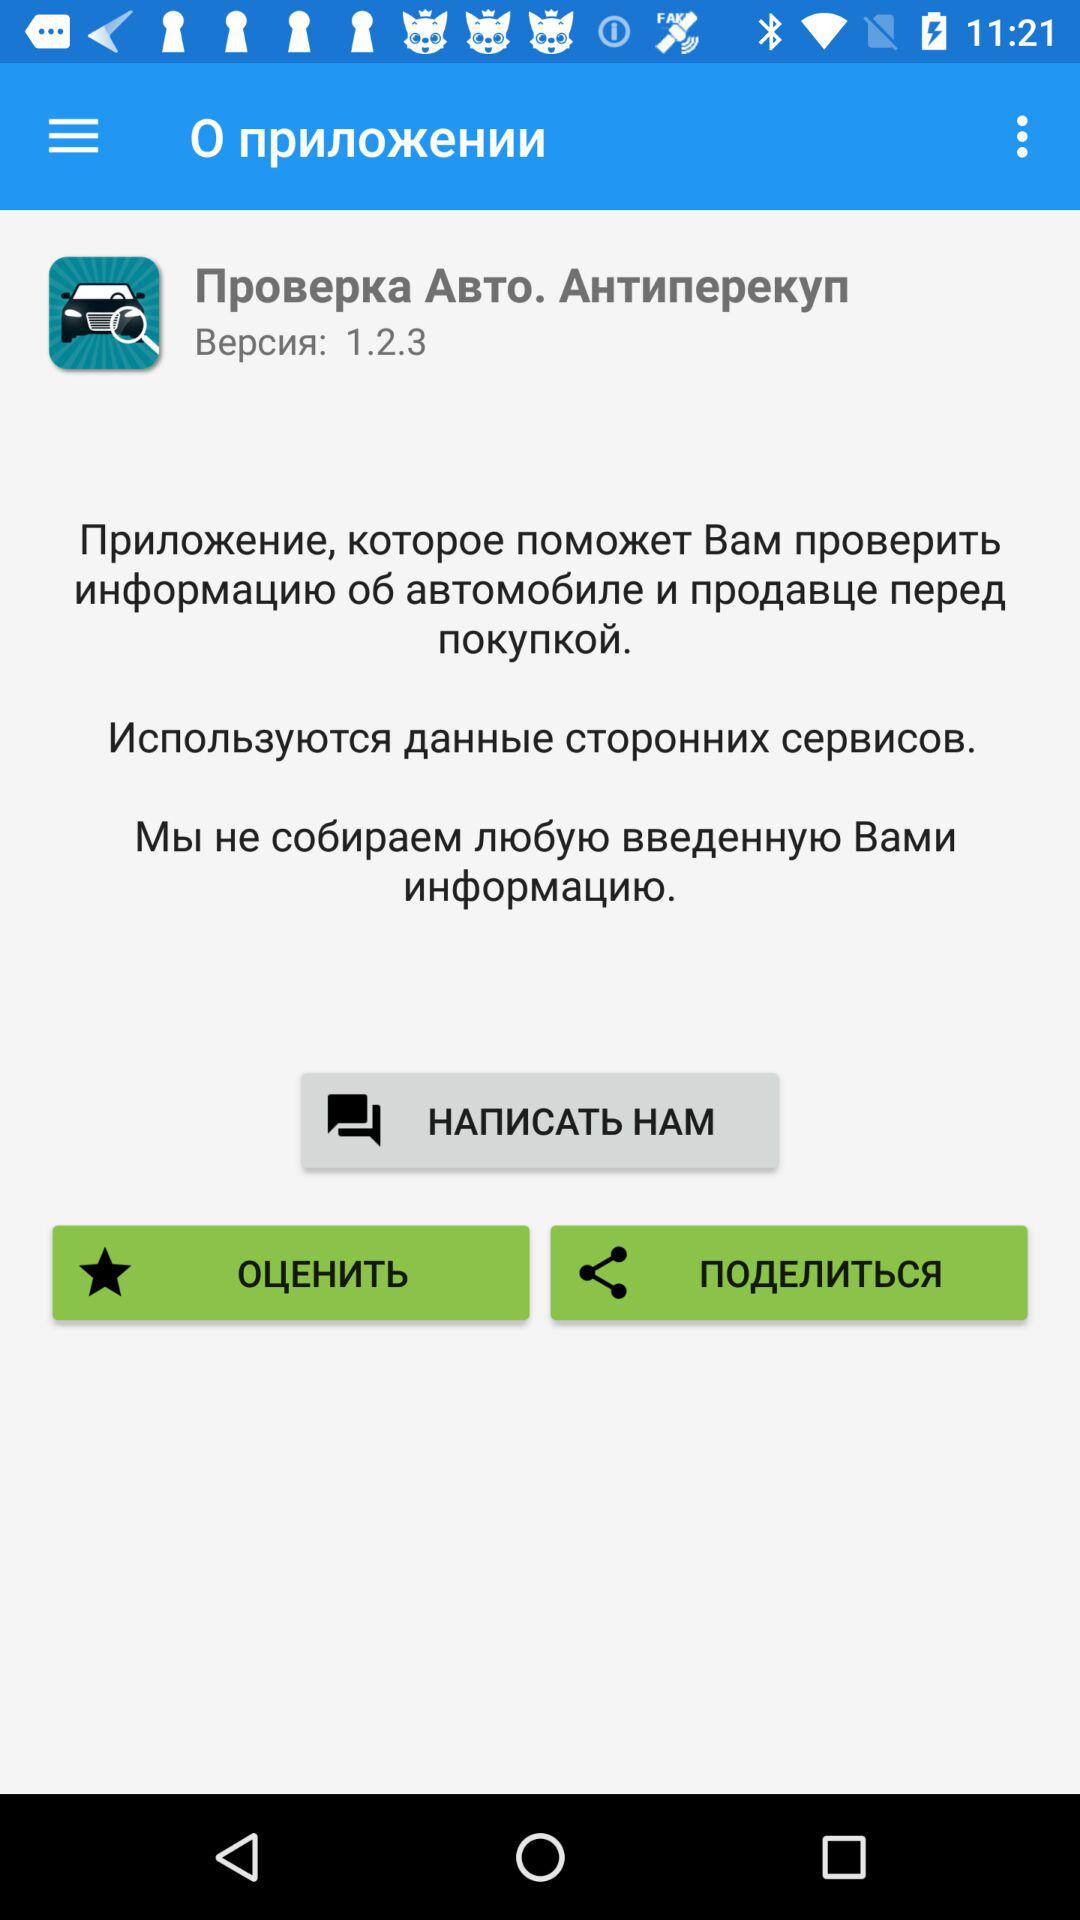 FAKE
11:21
О приложении
Проверка Авто. Антиперекуп
Версия: 1.2.3
Приложение, которое поможет Вам проверить
информацию об автомобиле и продавце перед
покупкой.
Используются данные сторонних сервисов.
Мы не собираем любую введенную Вами
информацию.
НАПИСАТЬ НАМ
ОЦЕНИТЬ
ПОДЕЛИТЬСЯ